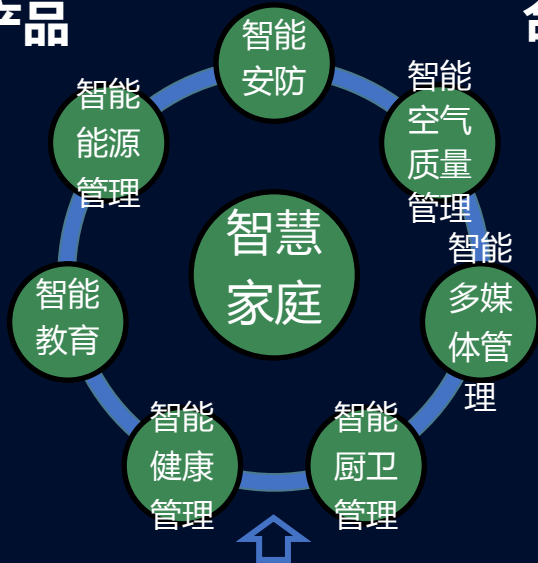 产品
智能
安防
智能
能源
管理
智能
空气
质量
管理
智慧
家庭
智能
教育
智能
多媒
体管
理
智能
健康
管理
智能
厨卫
管理